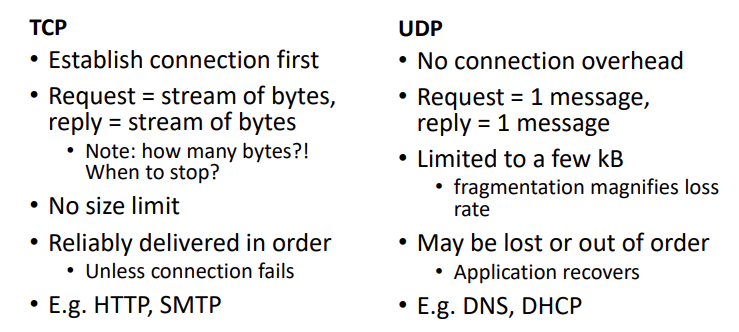 TCP
• Establish connection first
• Request = stream of bytes,
reply = stream of bytes
• Note: how many bytes?!
When to stop?
• No size limit
• Reliably delivered in order
• Unless connection fails
• E.g. HTTP, SMTP
UDP
• No connection overhead
• Request = 1 message,
reply = 1 message
• Limited to a few kB
• fragmentation magnifies loss
rate
• May be lost or out of order
• Application recovers
• E.g. DNS, DHCP